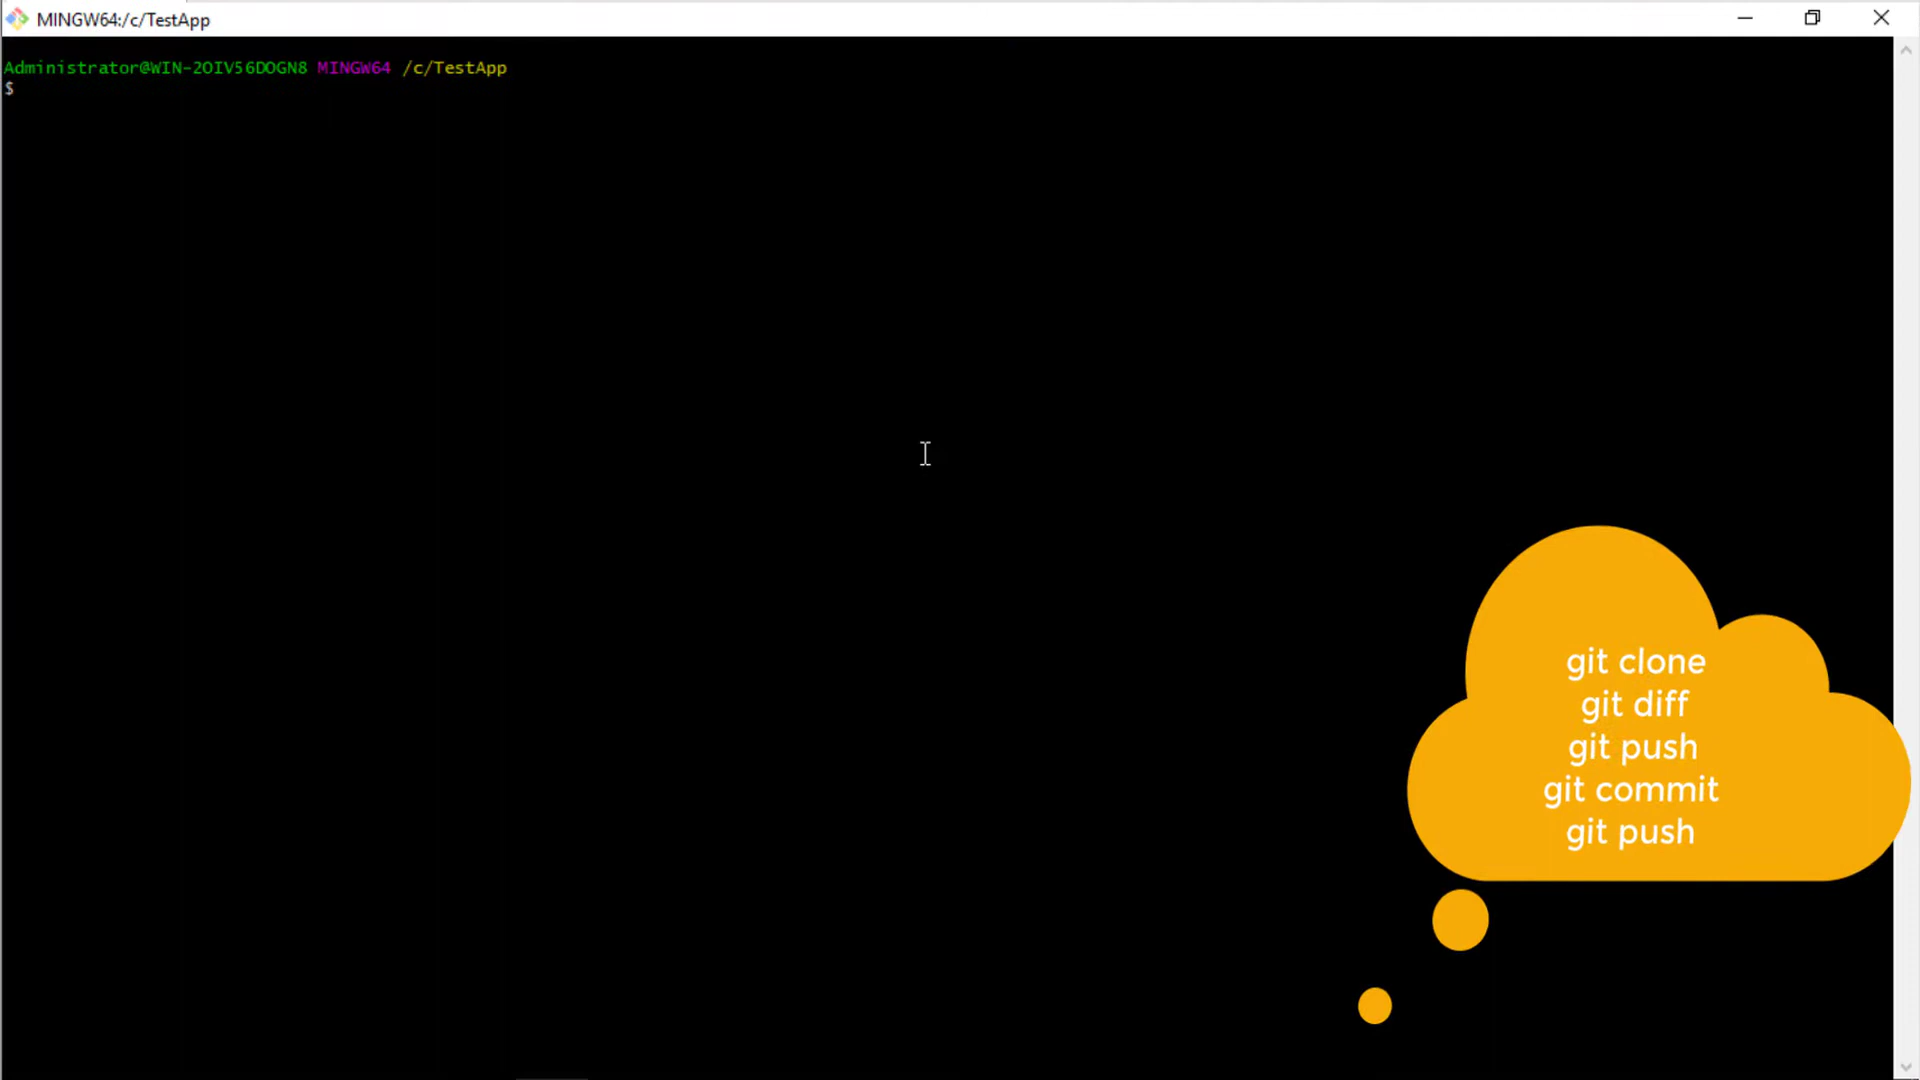 MINGW64:/c/TestApp
Administrator@WIN-2OIV56DOGN8 MINGW64 /c/TestApp
$
git clone
git diff
git push
git commit
git push